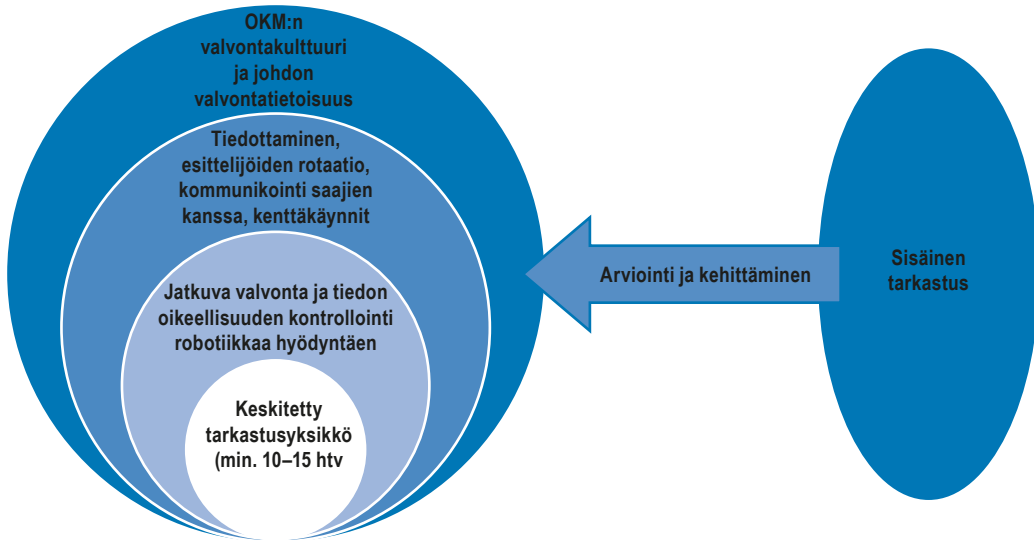 OKM:n
valvontakulttuuri
ja johdon
valvontatietoisuus
Tiedottaminen,
esittelijöiden rotaatio,
kommunikointi saajien
kanssa, kenttäkäynnit
Jatkuva valvonta ja tiedon
oikeellisuuden kontrollointi
robotiikkaa hyödyntäen
Keskitetty
tarkastusyksikkö
(min. 10–15 htv
Arviointi ja kehittäminen
Sisäinen
tarkastus